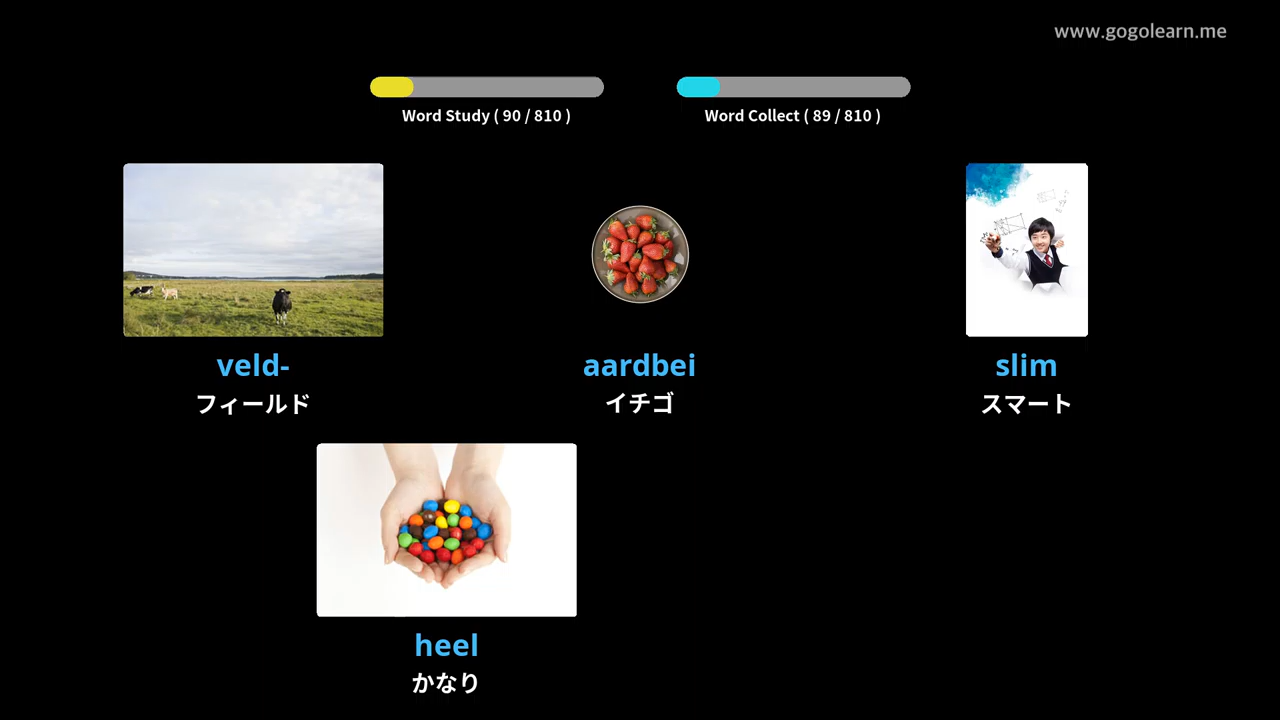 www.gogolearn.me
Word Study ( 90 / 810 )
Word Collect ( 89 / 810 )
veld-
フィールド
aardbei
イチゴ
slim
スマート
heel
かなり